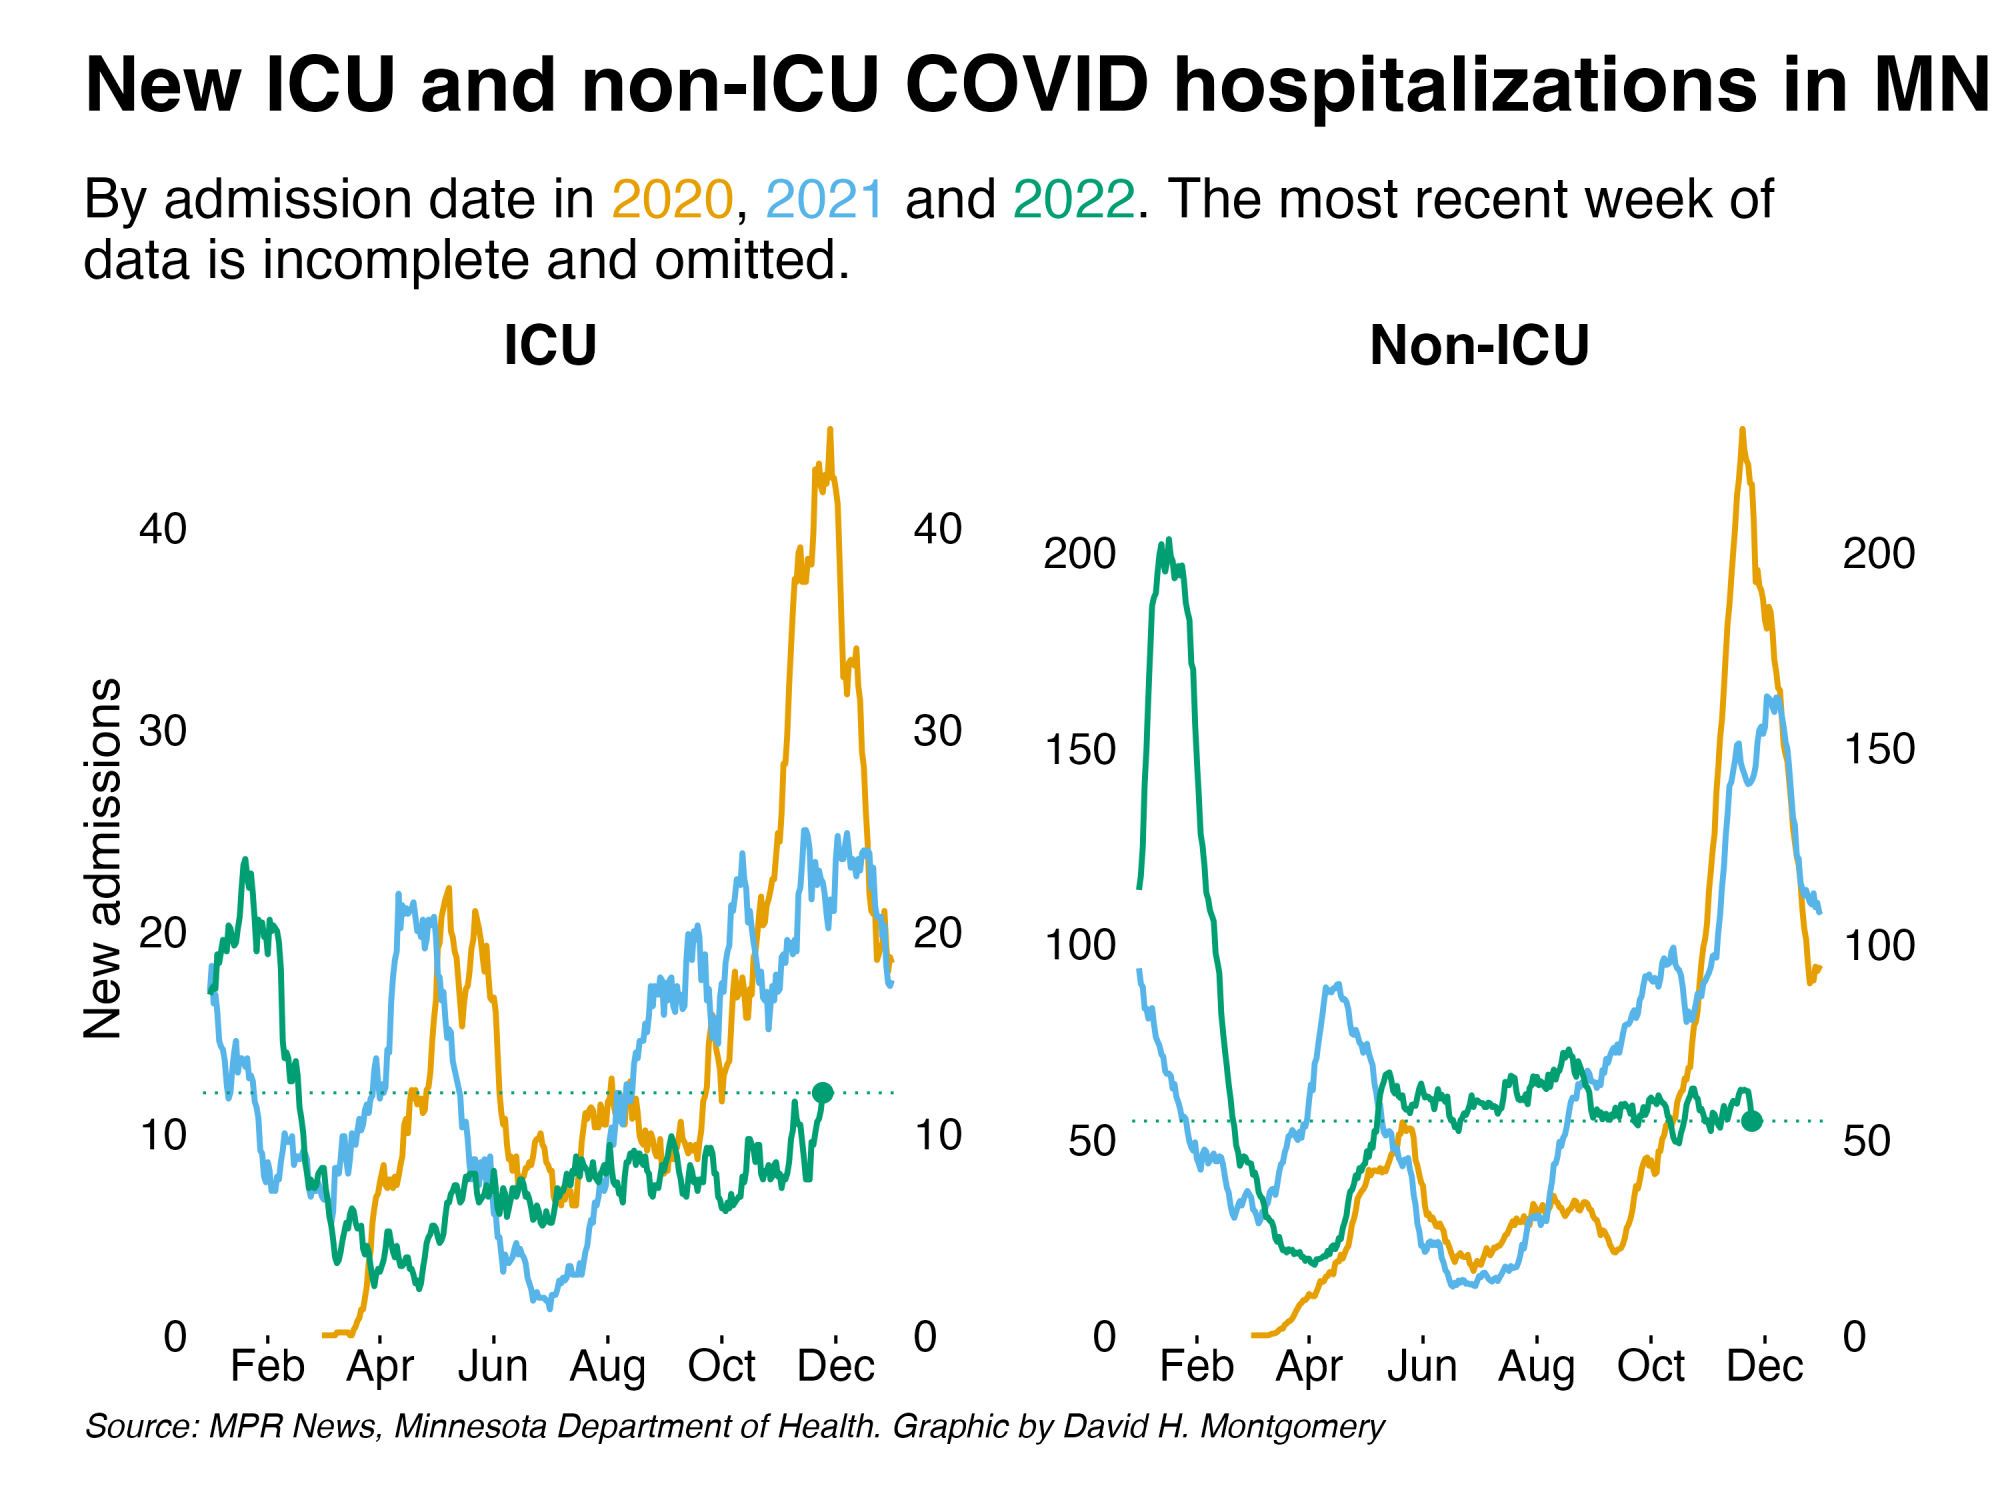 New ICU and non-ICU COVID hospitalizations in MN
By admission date in 2020, 2021 and 2022. The most recent week of
data is incomplete and omitted.
ICU
Non-ICU
New admissions
40
30
20
10
0
40
30
20
10
0
Feb Apr Jun Aug Oct Dec
200
150
100
50
0
200
150
100
50
0
Feb Apr Jun Aug Oct Dec
Source: MPR News, Minnesota Department of Health. Graphic by David H. Montgomery